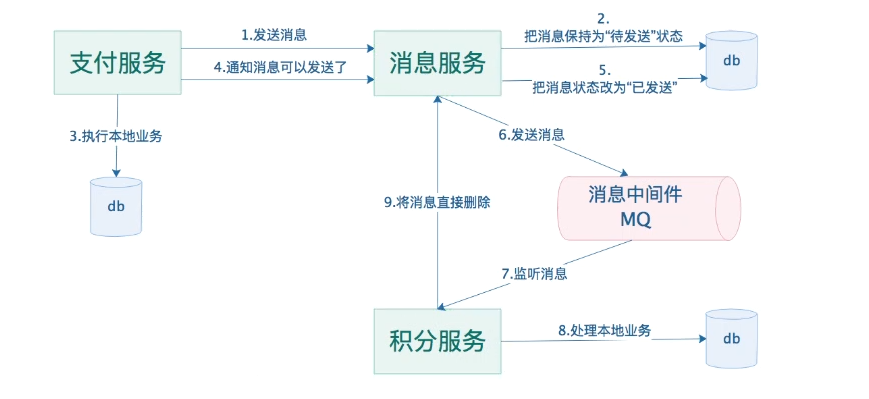 支付服务
1.发送消息
4.通知消息可以发送了
消息服务
2.
把消息保持为“待发送”状态
5.
把消息状态改为“已发送”
db
3.执行本地业务
db
6.发送消息
9.将消息直接删除
消息中间件
MQ
7.监听消息
积分服务
8.处理本地业务
db